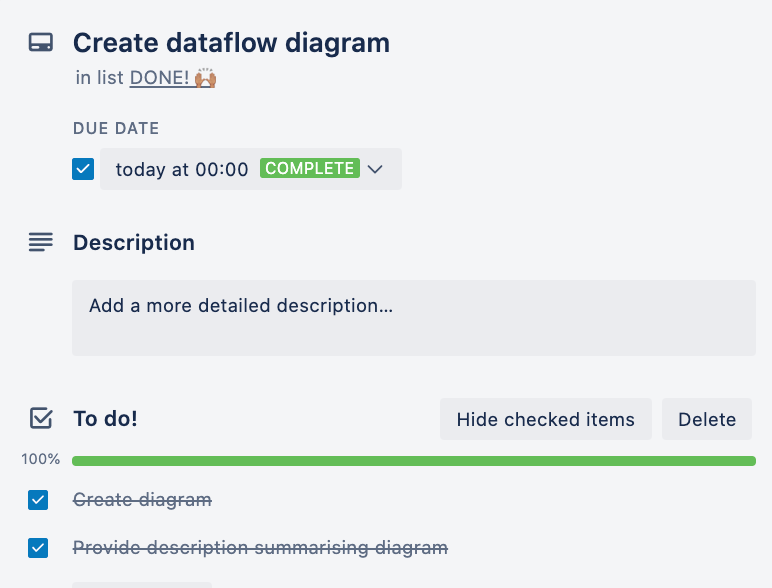 Create dataflow diagram
in list DONE! 🙌🏽
DUE DATE
today at 00:00 COMPLETE
Description
Add a more detailed description...
To do!
Hide checked items
Delete
100%
Create diagram
Provide description summarising diagram